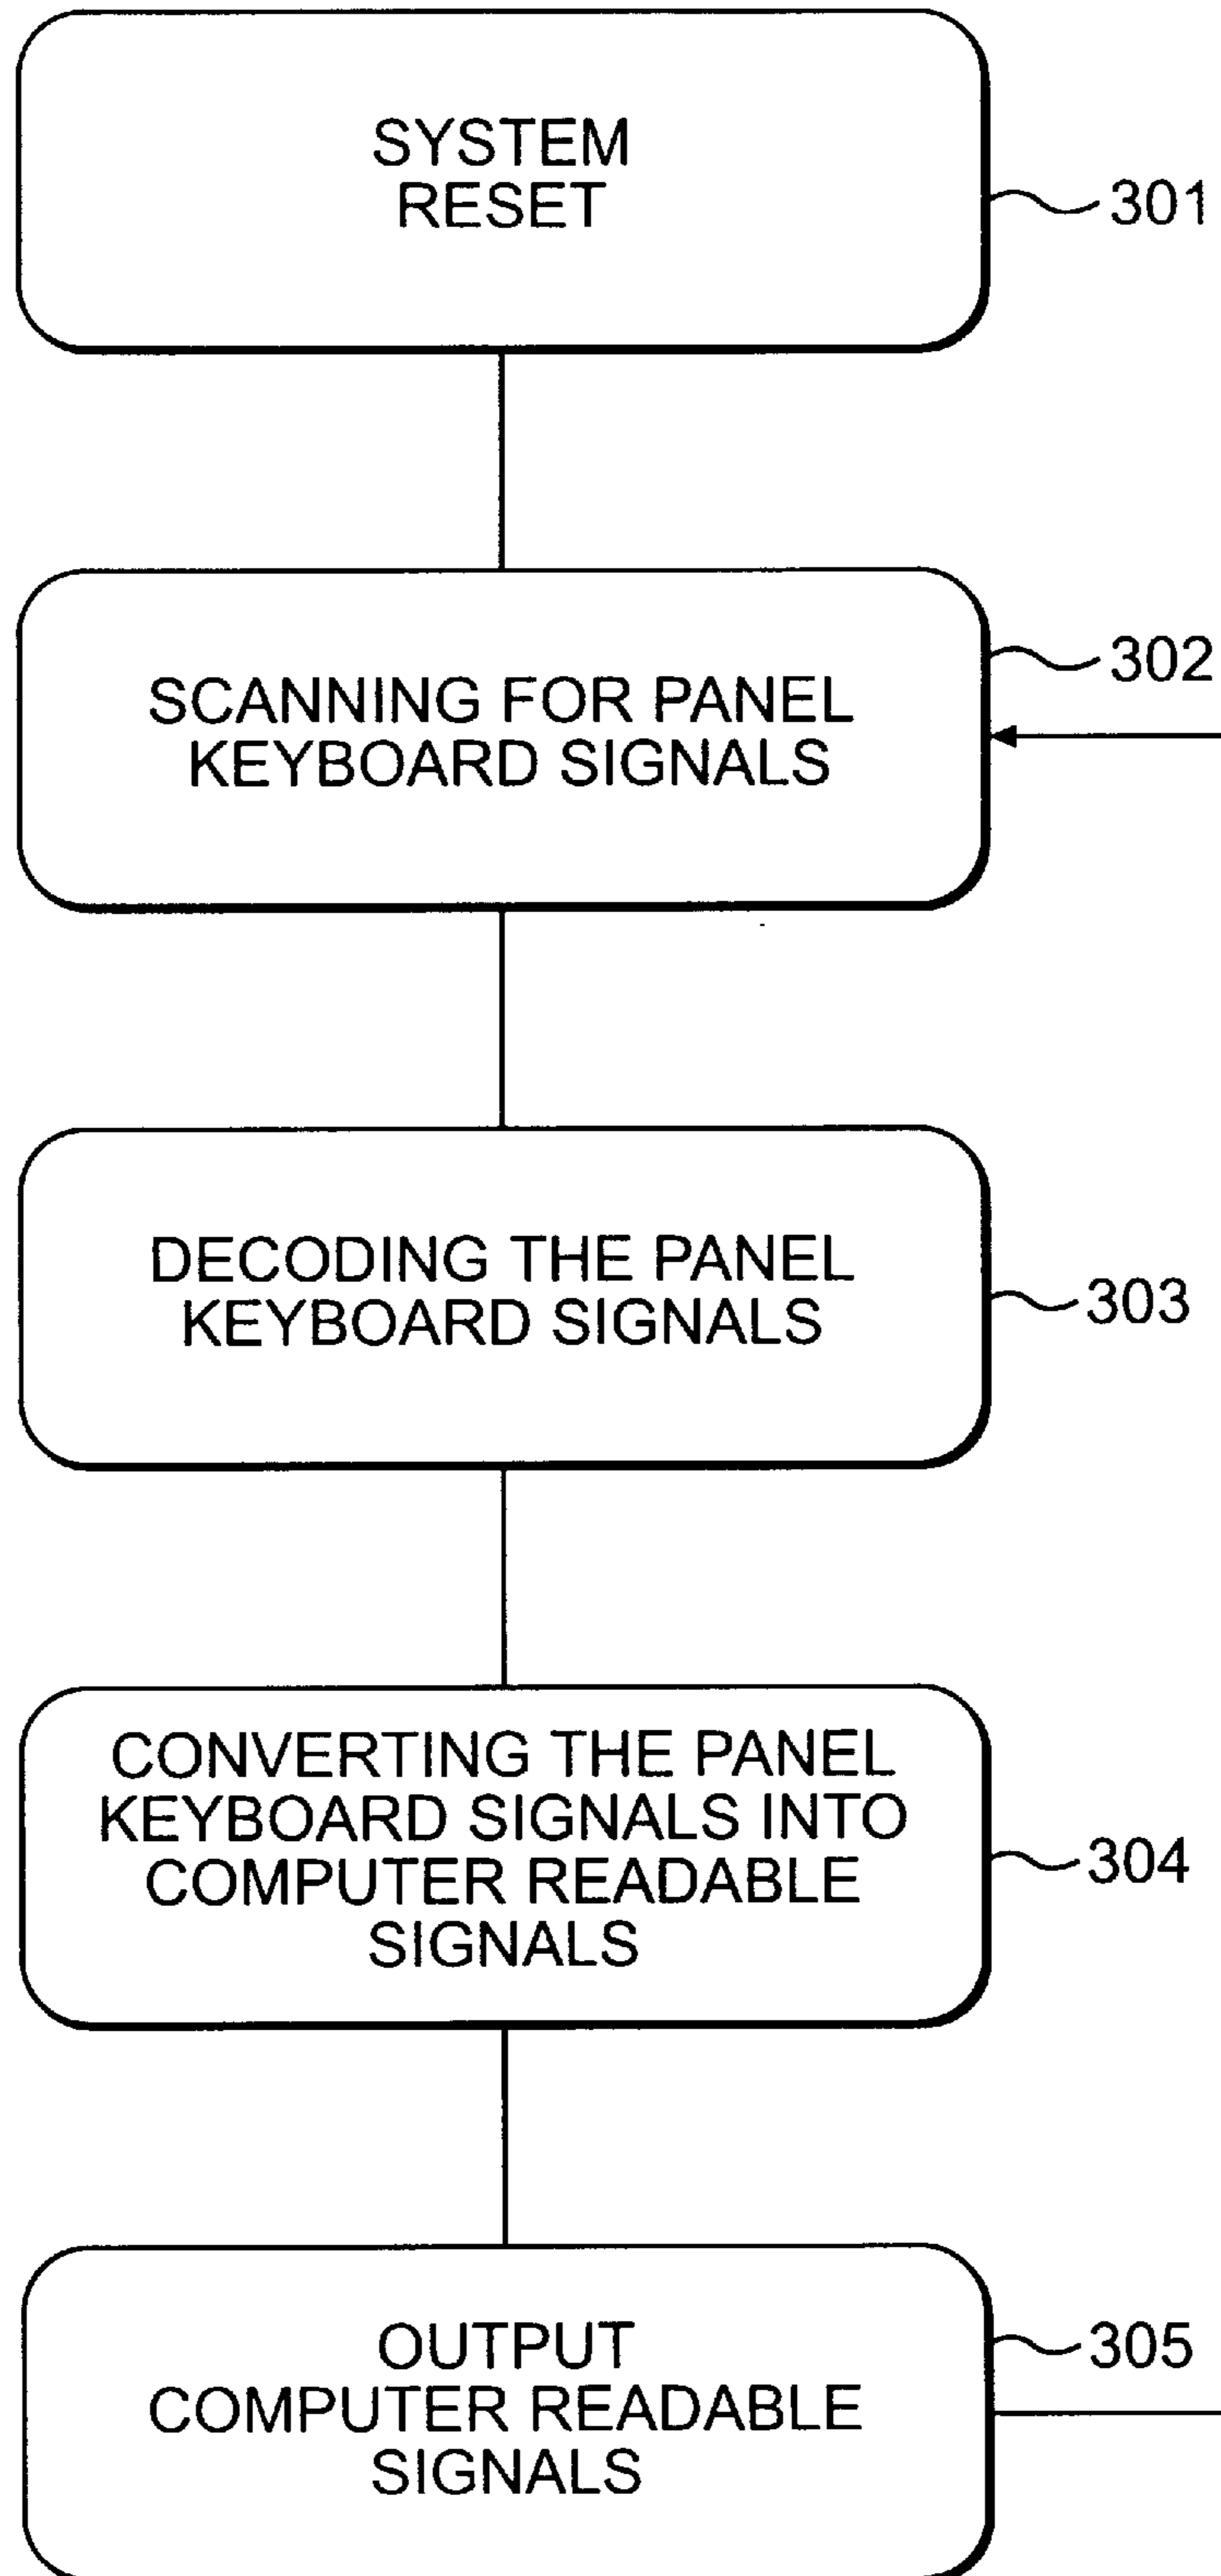 SYSTEM
RESET
301
SCANNING FOR PANEL
KEYBOARD SIGNALS
302
DECODING THE PANEL
KEYBOARD SIGNALS
303
CONVERTING THE PANEL
KEYBOARD SIGNALS INTO
COMPUTER READABLE
SIGNALS
304
OUTPUT
COMPUTER READABLE
SIGNALS
305